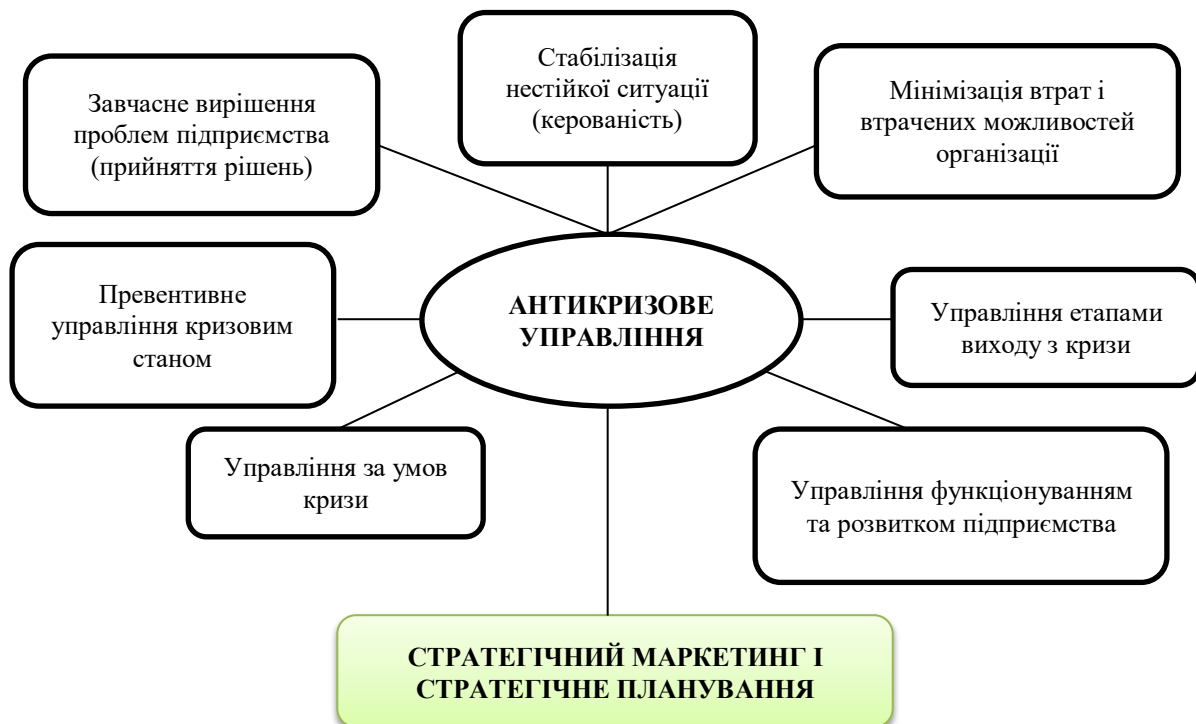 Завчасне вирішення
проблем підприємства
(прийняття рішень)
Стабілізація
нестійкої ситуації
(керованість)
Мінімізація втрат і
втрачених можливостей
організації
Превентивне
управління кризовим
станом
АНТИКРИЗОВЕ
УПРАВЛІННЯ
Управління етапами
виходу з кризи
Управління за умов
кризи
Управління функціонуванням
та розвитком підприємства
СТРАТЕГІЧНИЙ МАРКЕТИНГ І
СТРАТЕГІЧНЕ ПЛАНУВАННЯ